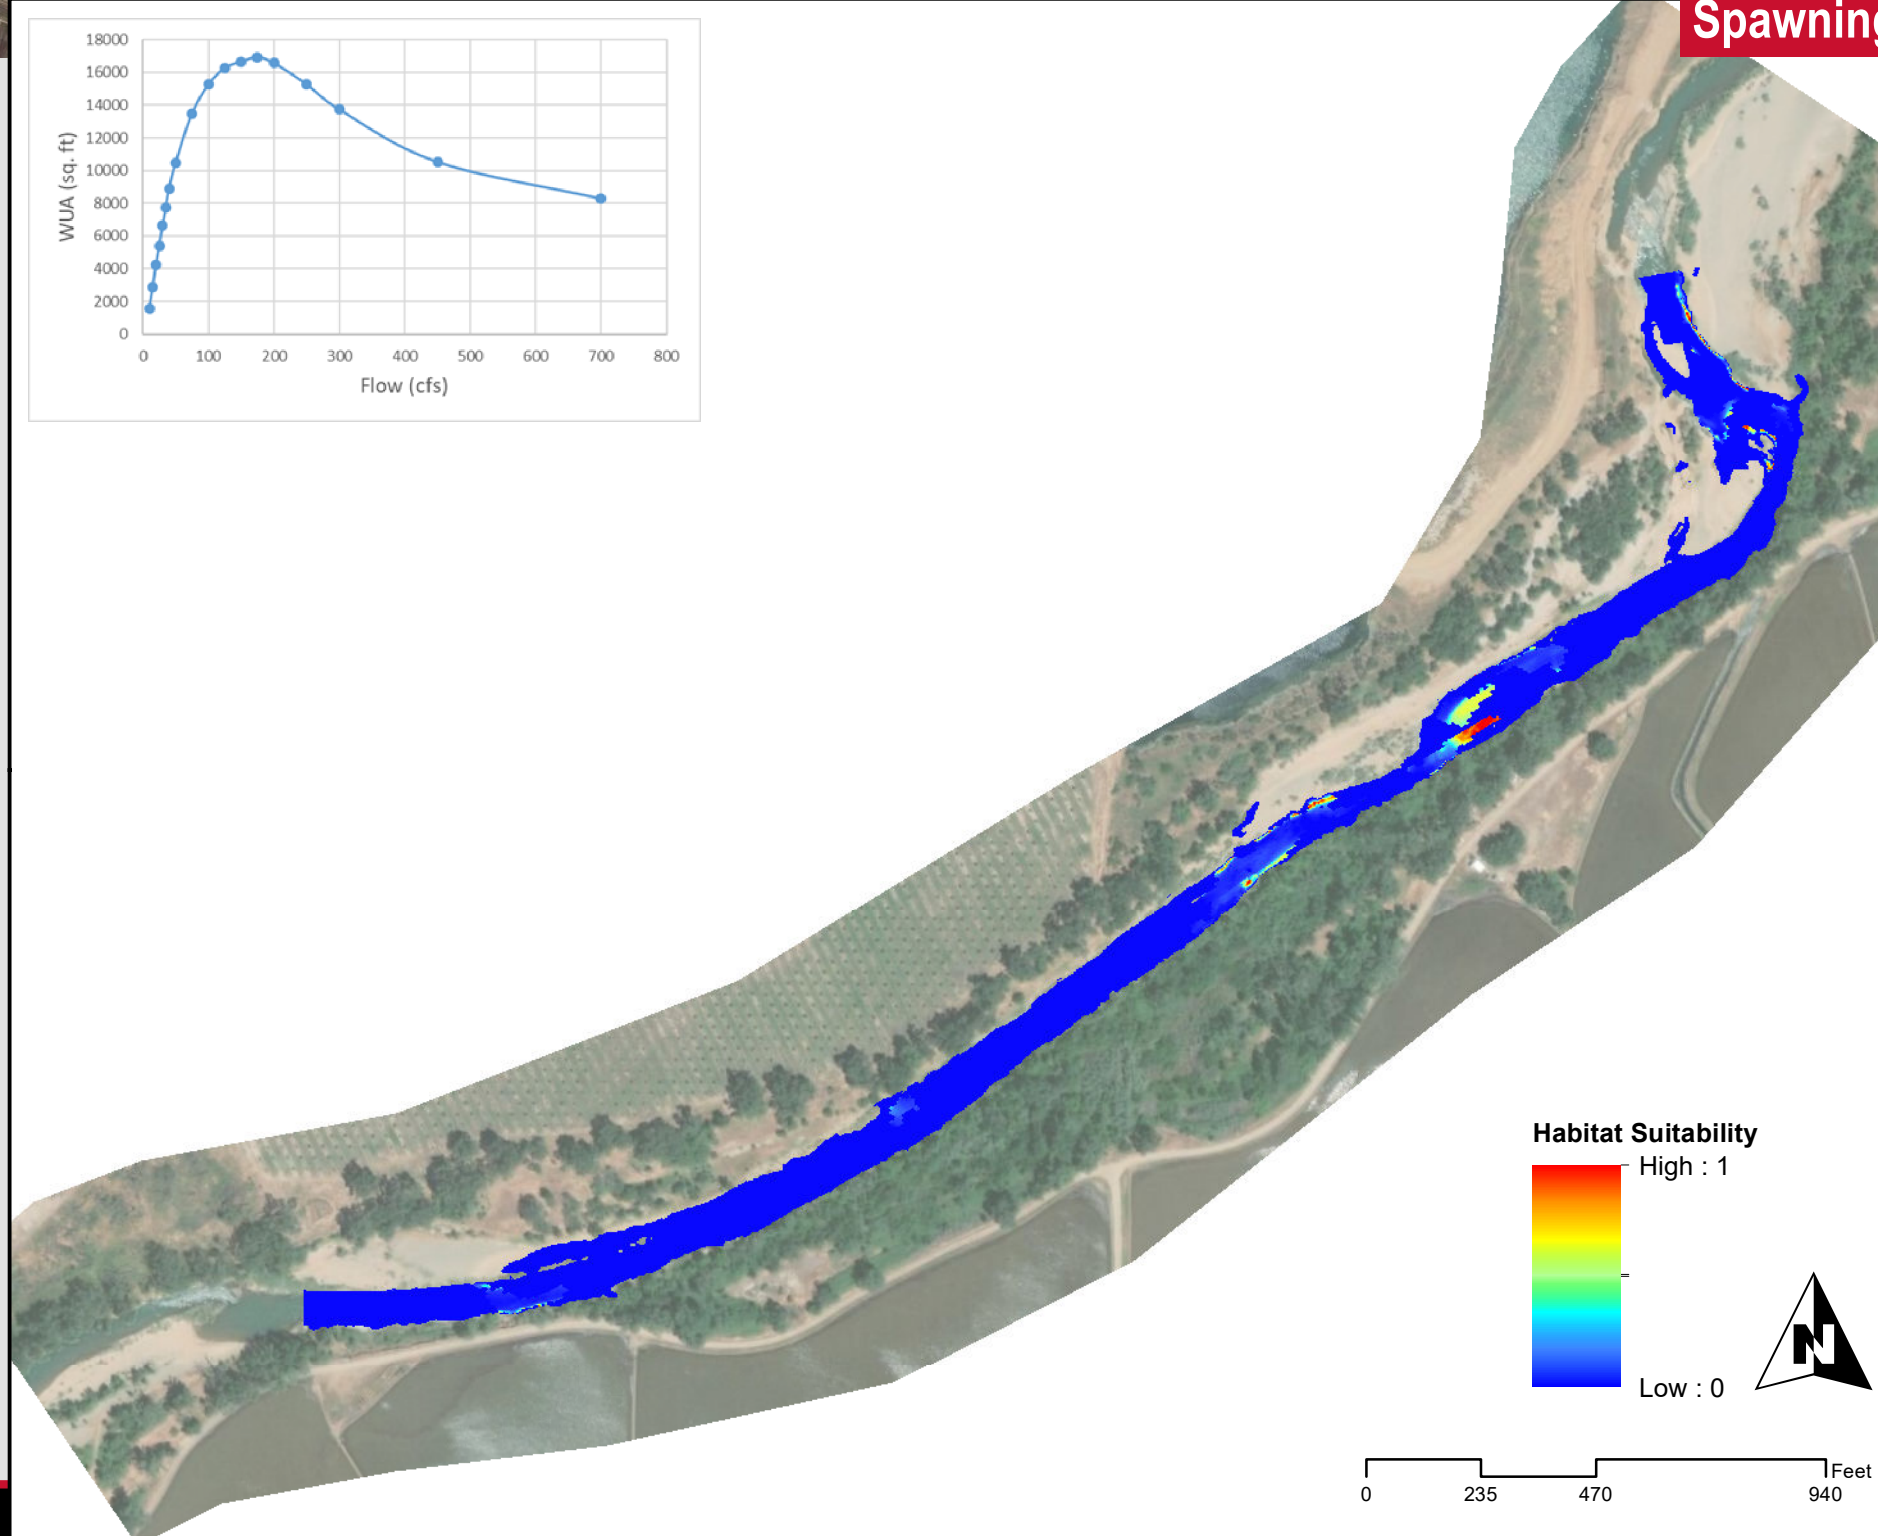 Spawning
18000
16000
14000
12000
10000
8000
6000
4000
2000
0
WUA (sq. ft)
0 100 200 300 400 500 600 700 800
Flow (cfs)
Habitat Suitability
High : 1
Low : 0
N
Feet
0 235 470 940